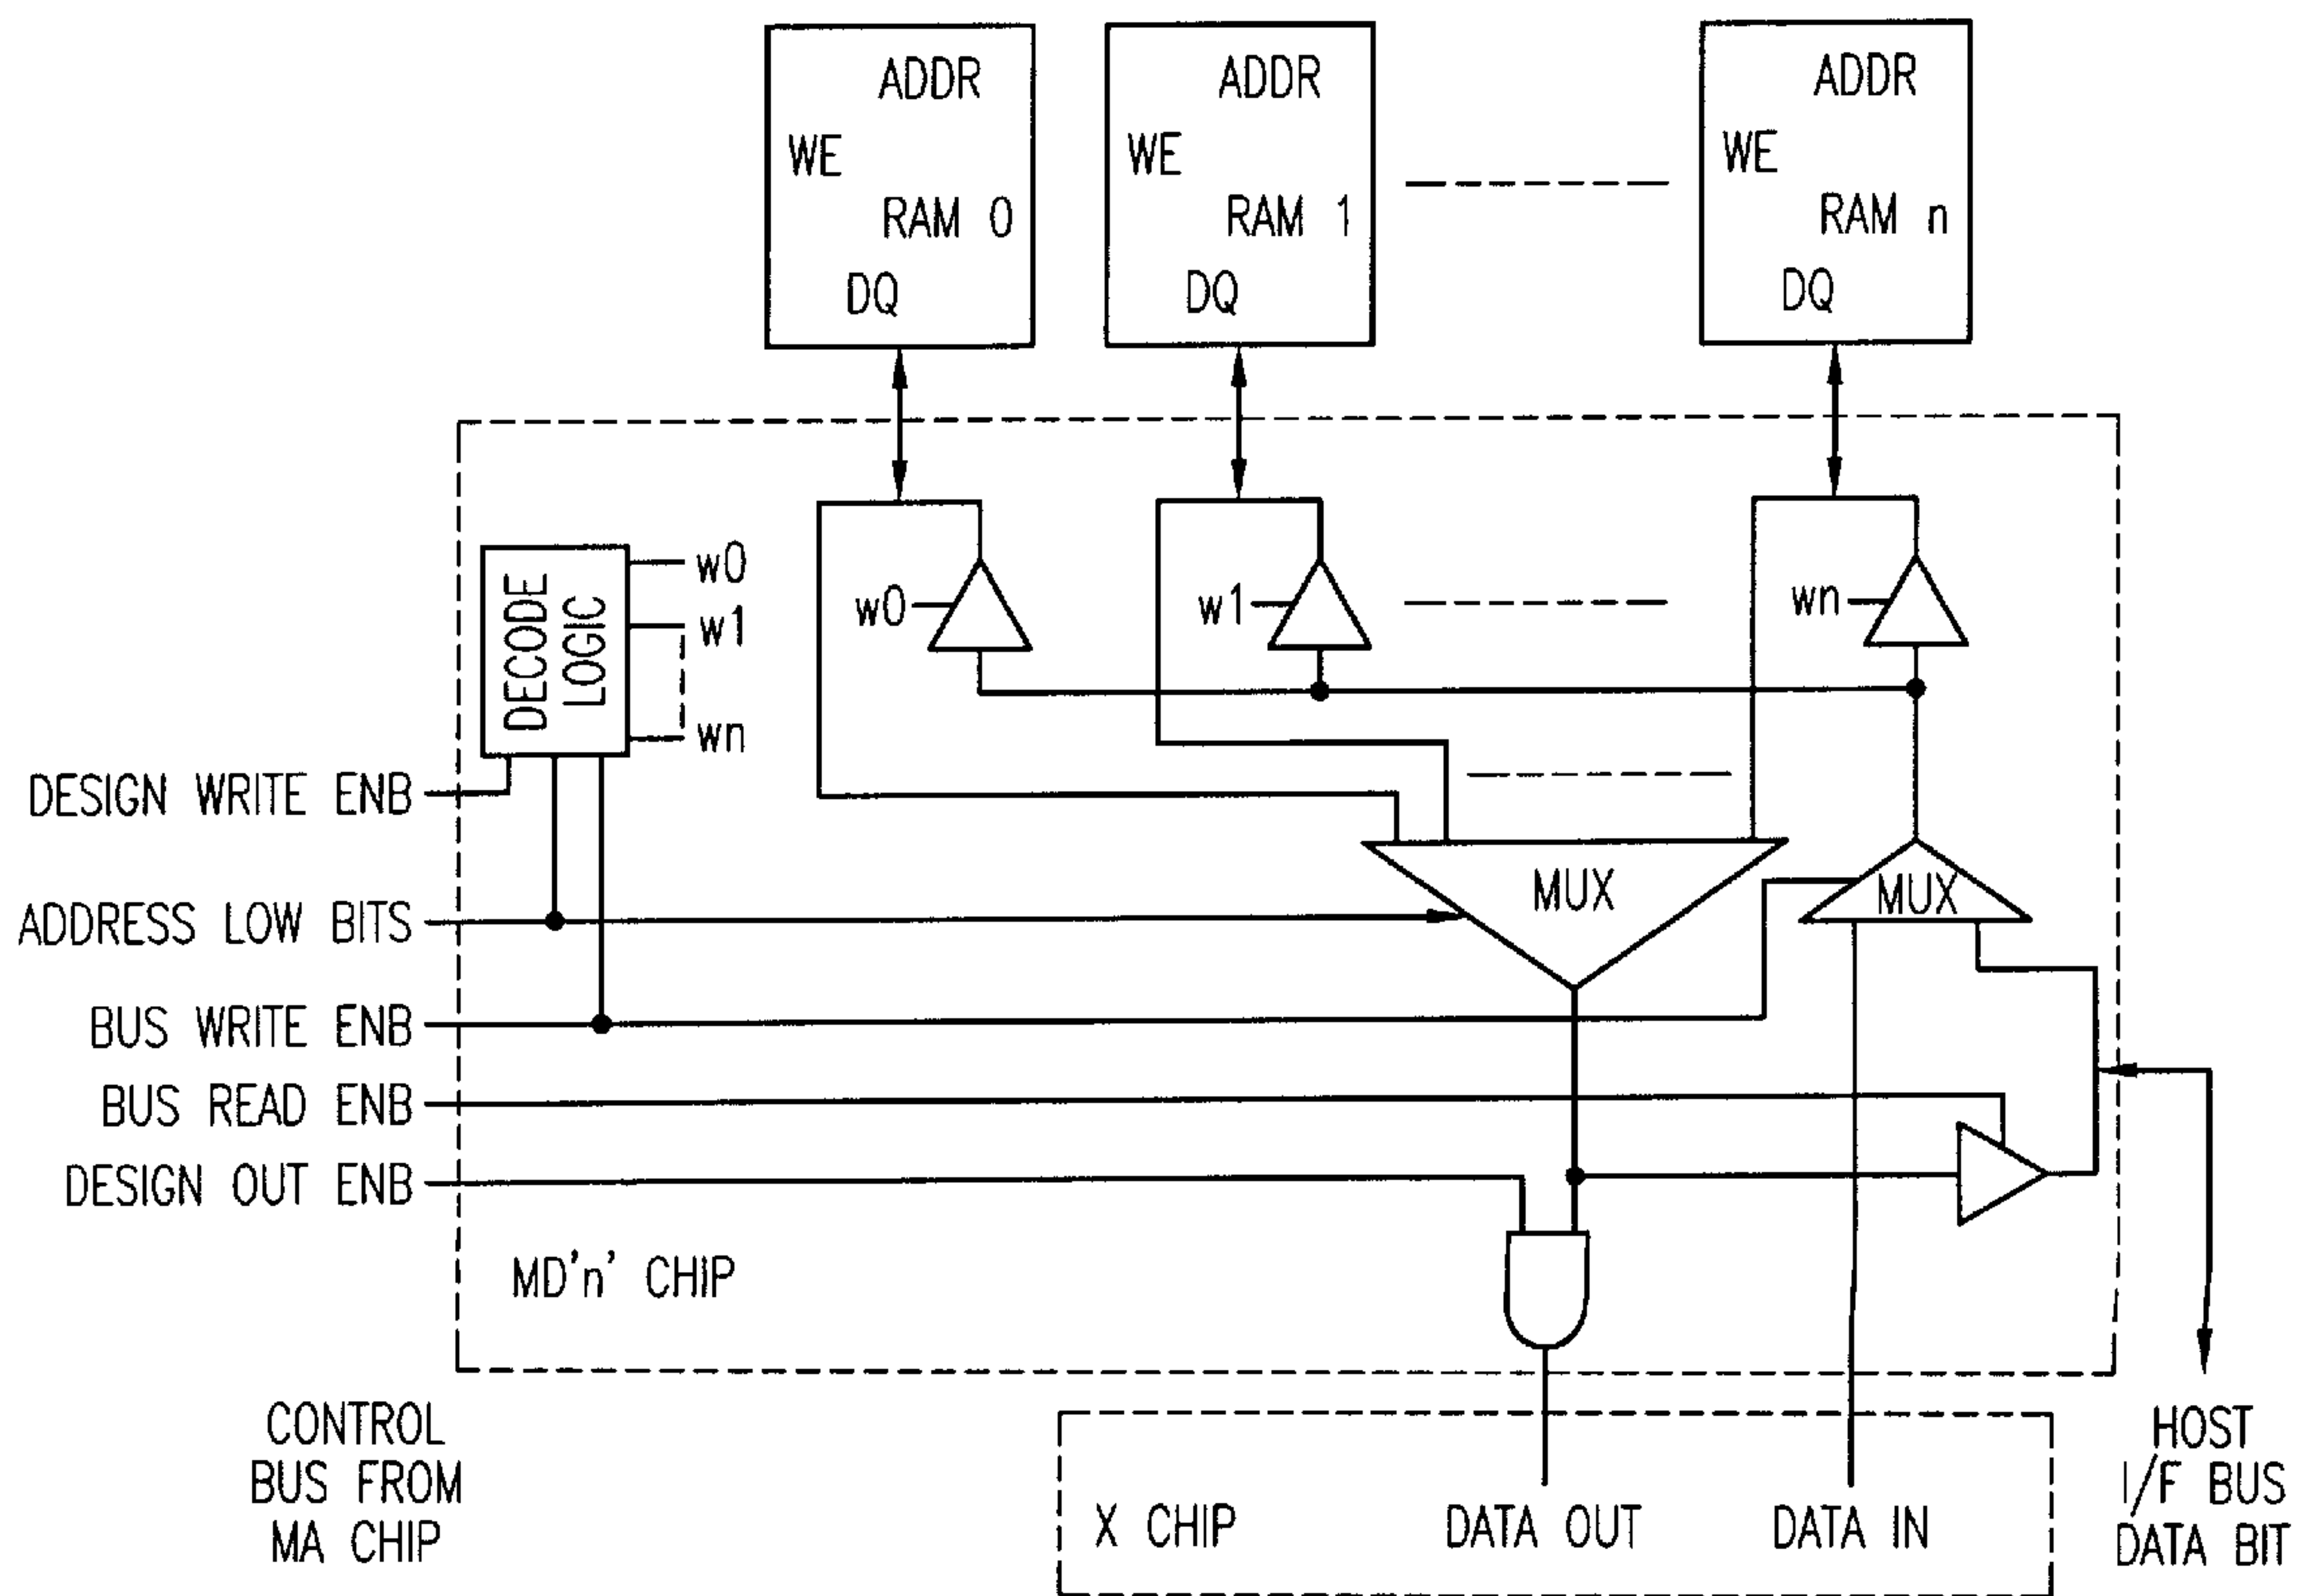 ADDR
WE
RAM 0
DQ
ADDR
WE
RAM 1
DQ
ADDR
WE
RAM n
DQ
DECODE
LOGIC
w0
w1
wn
w0
w1
wn
DESIGN WRITE ENB
ADDRESS LOW BITS
BUS WRITE ENB
BUS READ ENB
DESIGN OUT ENB
MUX
MUX
MD'n' CHIP
CONTROL
BUS FROM
MA CHIP
X CHIP
DATA OUT
DATA IN
HOST
I/F BUS
DATA BIT